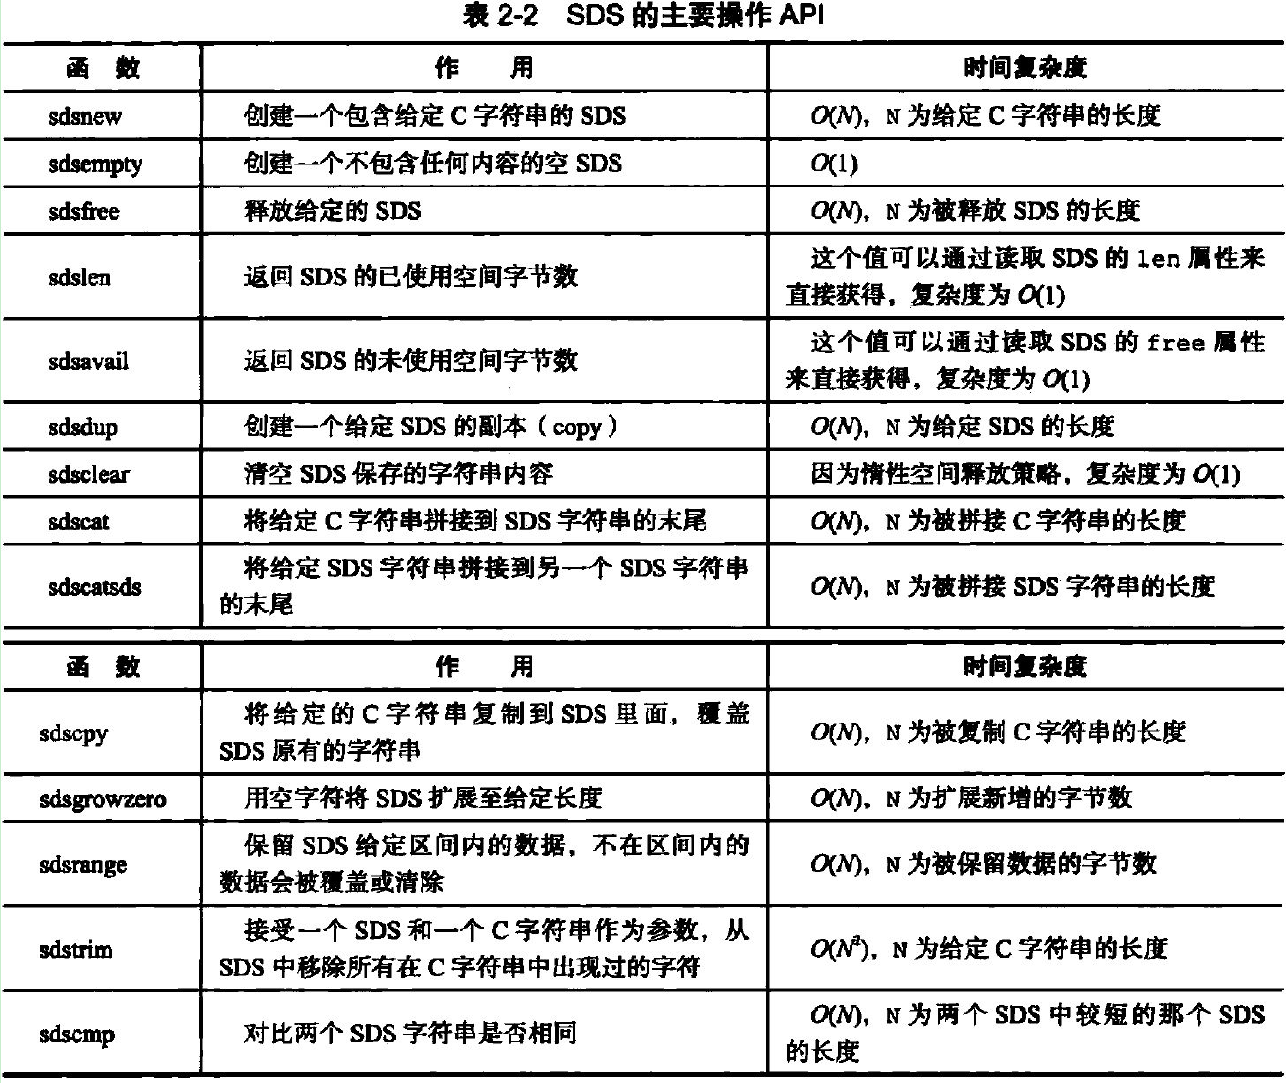 表 2-2 SDS 的主要操作 API
函 数 作 用 时间复杂度
sdsnew 创建一个包含给定 C 字符串的 SDS O(N)，N 为给定 C 字符串的长度
sdsempty 创建一个不包含任何内容的空 SDS O(1)
sdsfree 释放给定的 SDS O(N)，N 为被释放 SDS 的长度
sdslen 返回 SDS 的已使用空间字节数 这个值可以通过读取 SDS 的 len 属性来
直接获得，复杂度为 O(1)
sdsavail 返回 SDS 的未使用空间字节数 这个值可以通过读取 SDS 的 free 属性
来直接获得，复杂度为 O(1)
sdsdup 创建一个给定 SDS 的副本（copy） O(N)，N 为给定 SDS 的长度
sdsclear 清空 SDS 保存的字符串内容 因为惰性空间释放策略，复杂度为 O(1)
sdscat 将给定 C 字符串拼接到 SDS 字符串的末尾 O(N)，N 为被拼接 C 字符串的长度
sdscatsds 将给定 SDS 字符串拼接到另一个 SDS 字符串
的末尾 O(N)，N 为被拼接 SDS 字符串的长度
函 数 作 用 时间复杂度
sdscpy 将给定的 C 字符串复制到 SDS 里面，覆盖
SDS 原有的字符串 O(N)，N 为被复制 C 字符串的长度
sdsgrowzero 用空字符将 SDS 扩展至给定长度 O(N)，N 为扩展新增的字节数
sdsrange 保留 SDS 给定区间内的数据，不在区间内的
数据会被覆盖或清除 O(N)，N 为被保留数据的字节数
sdstrim 接受一个 SDS 和一个 C 字符串作为参数，从
SDS 中移除所有在 C 字符串中出现过的字符 O(N²)，N 为给定 C 字符串的长度
sdscmp 对比两个 SDS 字符串是否相同 O(N)，N 为两个 SDS 中较短的那个 SDS
的长度